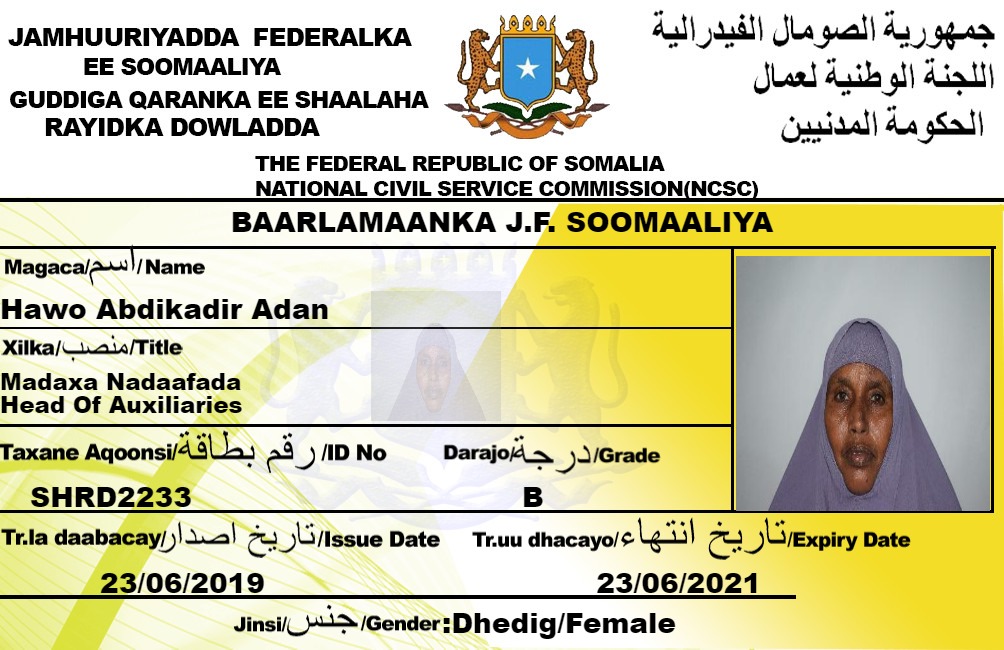 JAMHUURIYADDA FEDERALKA
EE SOOMAALIYA
GUDDIGA QARANKA EE SHAALAHA
RAYIDKA DOWLADDA
جمهورية الصومال الفيدرالية
اللجنة الوطنية لعمال
الحكومة المدنيين
THE FEDERAL REPUBLIC OF SOMALIA
NATIONAL CIVIL SERVICE COMMISSION(NCSC)
BAARLAMAANKA J.F. SOOMAALIYA
Magaca/اسم/Name
Hawo Abdikadir Adan
Xilka/منصب/Title
Madaxa Nadaafada
Head Of Auxiliaries
Taxane Aqoonsi/رقم بطاقة/ID No
SHRD2233
Darajo/درجة/Grade
B
Tr.la daabacay/تاريخ اصدار/Issue Date
23/06/2019
Tr.uu dhacayo/تاريخ انتهاء/Expiry Date
23/06/2021
Jinsi/جنس/Gender:Dhedig/Female